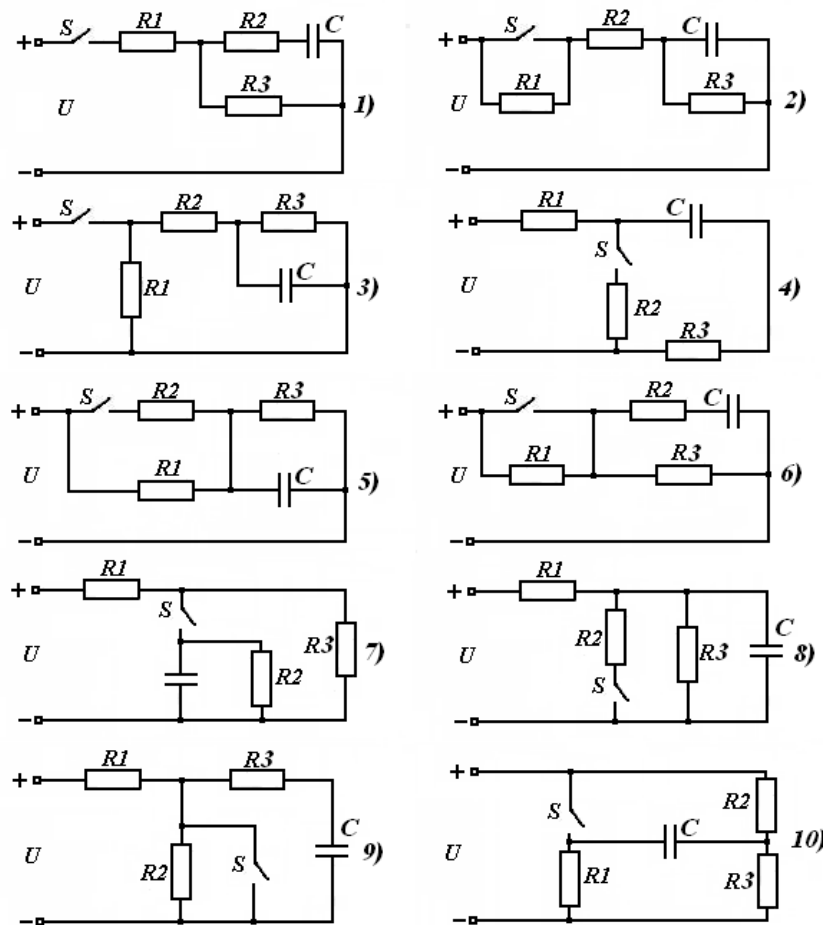 S R1 R2 C
+
R3
U 1)
−
S R2 C
+
R1 R3
U 2)
−
S R2 R3
+
R1 C
U 3)
−
R1 C
+
S
U R2 4)
R3
−
S R2 R3
+
R1 C
U 5)
−
S R2 C
+
R1 R3
U 6)
−
R1
+
S
U R2 R3 7)
−
R1
+
R2 C
U S R3 8)
−
R1 R3
+
C
U R2 S 9)
−
+
R2
S C
U R1 R3 10)
−